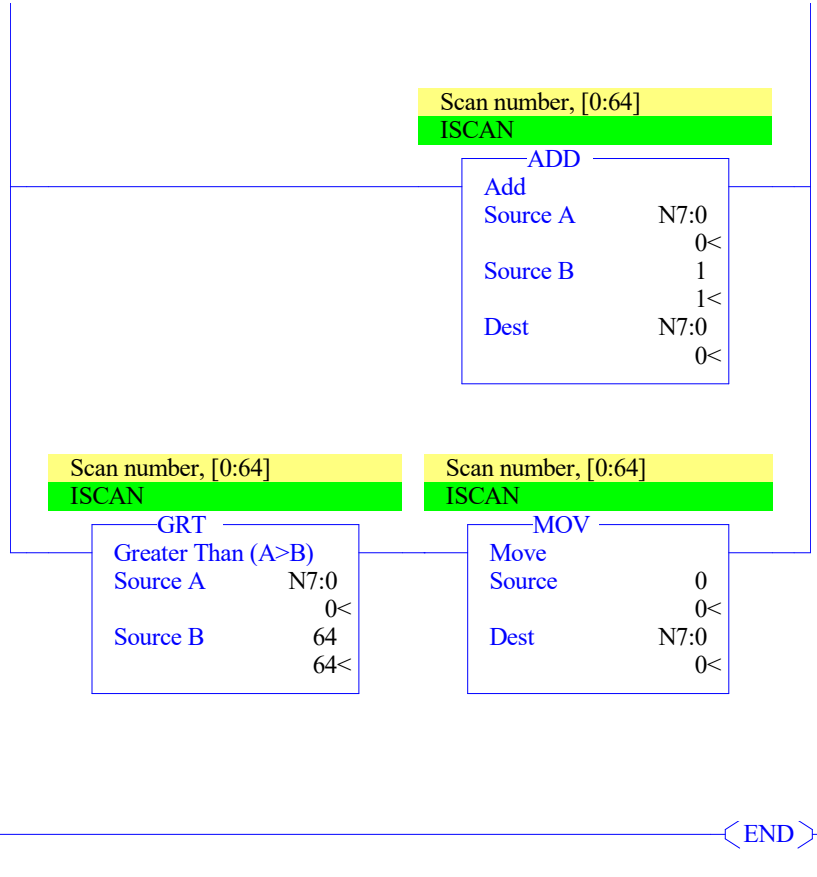 Scan number, [0:64]
ISCAN
ADD
Add
Source A N7:0
0<
Source B 1
1<
Dest N7:0
0<
Scan number, [0:64]
ISCAN
GRT
Greater Than (A>B)
Source A N7:0
0<
Source B 64
64<
Scan number, [0:64]
ISCAN
MOV
Move
Source 0
0<
Dest N7:0
0<
END